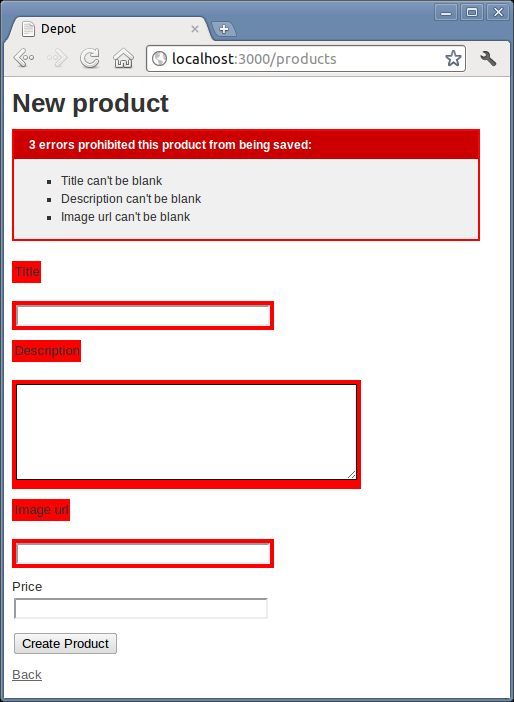 Depot
localhost:3000/products
New product
3 errors prohibited this product from being saved:
Title can't be blank
Description can't be blank
Image url can't be blank
Title
Description
Image url
Price
Create Product
Back